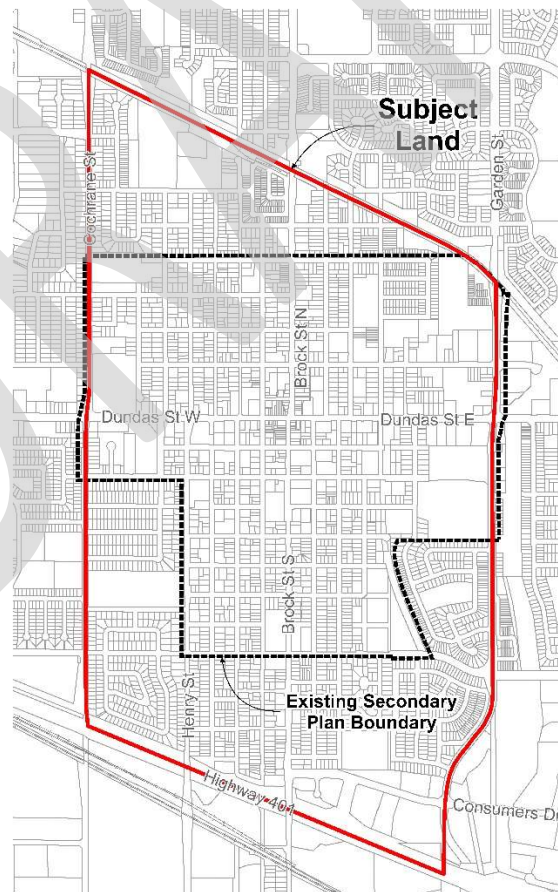 Subject
Land
Garden St
Cochrane St
Brock St N
Dundas St W
Dundas St E
Brock St S
Existing Secondary
Plan Boundary
Henry St
Highway 401
Consumers Dr